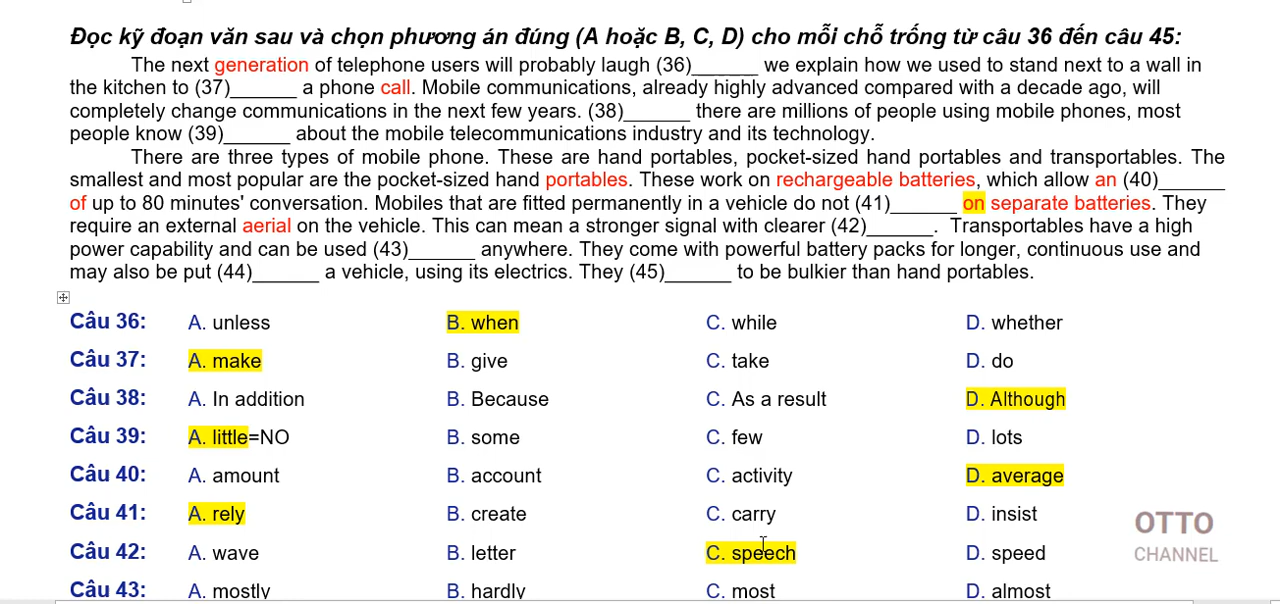 Đọc kỹ đoạn văn sau và chọn phương án đúng (A hoặc B, C, D) cho mỗi chỗ trống từ câu 36 đến câu 45:
The next generation of telephone users will probably laugh (36)______ we explain how we used to stand next to a wall in
the kitchen to (37)______ a phone call. Mobile communications, already highly advanced compared with a decade ago, will
completely change communications in the next few years. (38)______ there are millions of people using mobile phones, most
people know (39)______ about the mobile telecommunications industry and its technology.
There are three types of mobile phone. These are hand portables, pocket-sized hand portables and transportables. The
smallest and most popular are the pocket-sized hand portables. These work on rechargeable batteries, which allow an (40)______
of up to 80 minutes' conversation. Mobiles that are fitted permanently in a vehicle do not (41)______ on separate batteries. They
require an external aerial on the vehicle. This can mean a stronger signal with clearer (42)______. Transportables have a high
power capability and can be used (43)______ anywhere. They come with powerful battery packs for longer, continuous use and
may also be put (44)______ a vehicle, using its electrics. They (45)______ to be bulkier than hand portables.
Câu 36: A. unless B. when C. while D. whether
Câu 37: A. make B. give C. take D. do
Câu 38: A. In addition B. Because C. As a result D. Although
Câu 39: A. little=NO B. some C. few D. lots
Câu 40: A. amount B. account C. activity D. average
Câu 41: A. rely B. create C. carry D. insist
Câu 42: A. wave B. letter C. speech D. speed
Câu 43: A. mostly B. hardly C. most D. almost
OTTO
CHANNEL